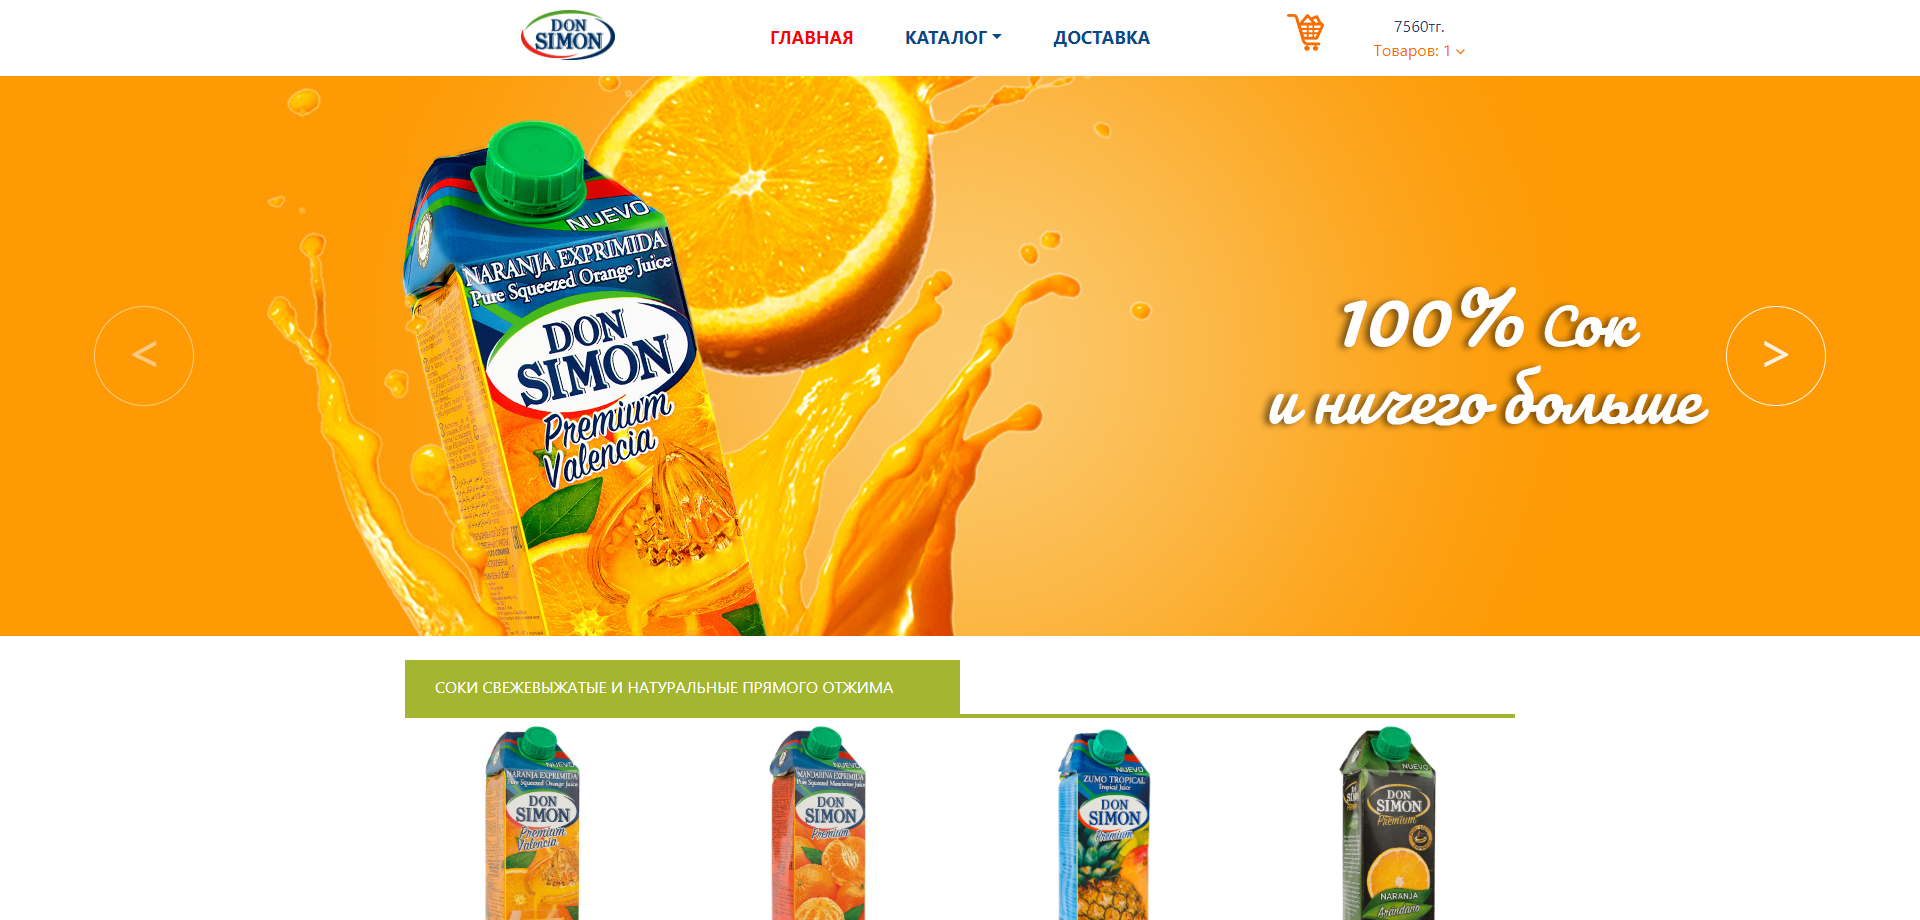 DON
SIMON
ГЛАВНАЯ
КАТАЛОГ
ДОСТАВКА
7560тг.
Товаров: 1
NUEVO
NARANJA EXPRIMIDA
Pure Squeezed Orange Juice
DON
SIMON
Premium
Valencia
<
100% Сок
и ничего больше
>
СОКИ СВЕЖЕВЫЖАТЫЕ И НАТУРАЛЬНЫЕ ПРЯМОГО ОТЖИМА
NUEVO
NARANJA EXPRIMIDA
Pure Squeezed Orange Juice
DON
SIMON
Premium
Valencia
NUEVO
MANDARINA EXPRIMIDA
Pure Squeezed Mandarine Juice
DON
SIMON
Premium
NUEVO
ZUMO TROPICAL
Tropical Juice
DON
SIMON
Premium
NUEVO
DON
SIMON
Premium
NARANJA
Arandano